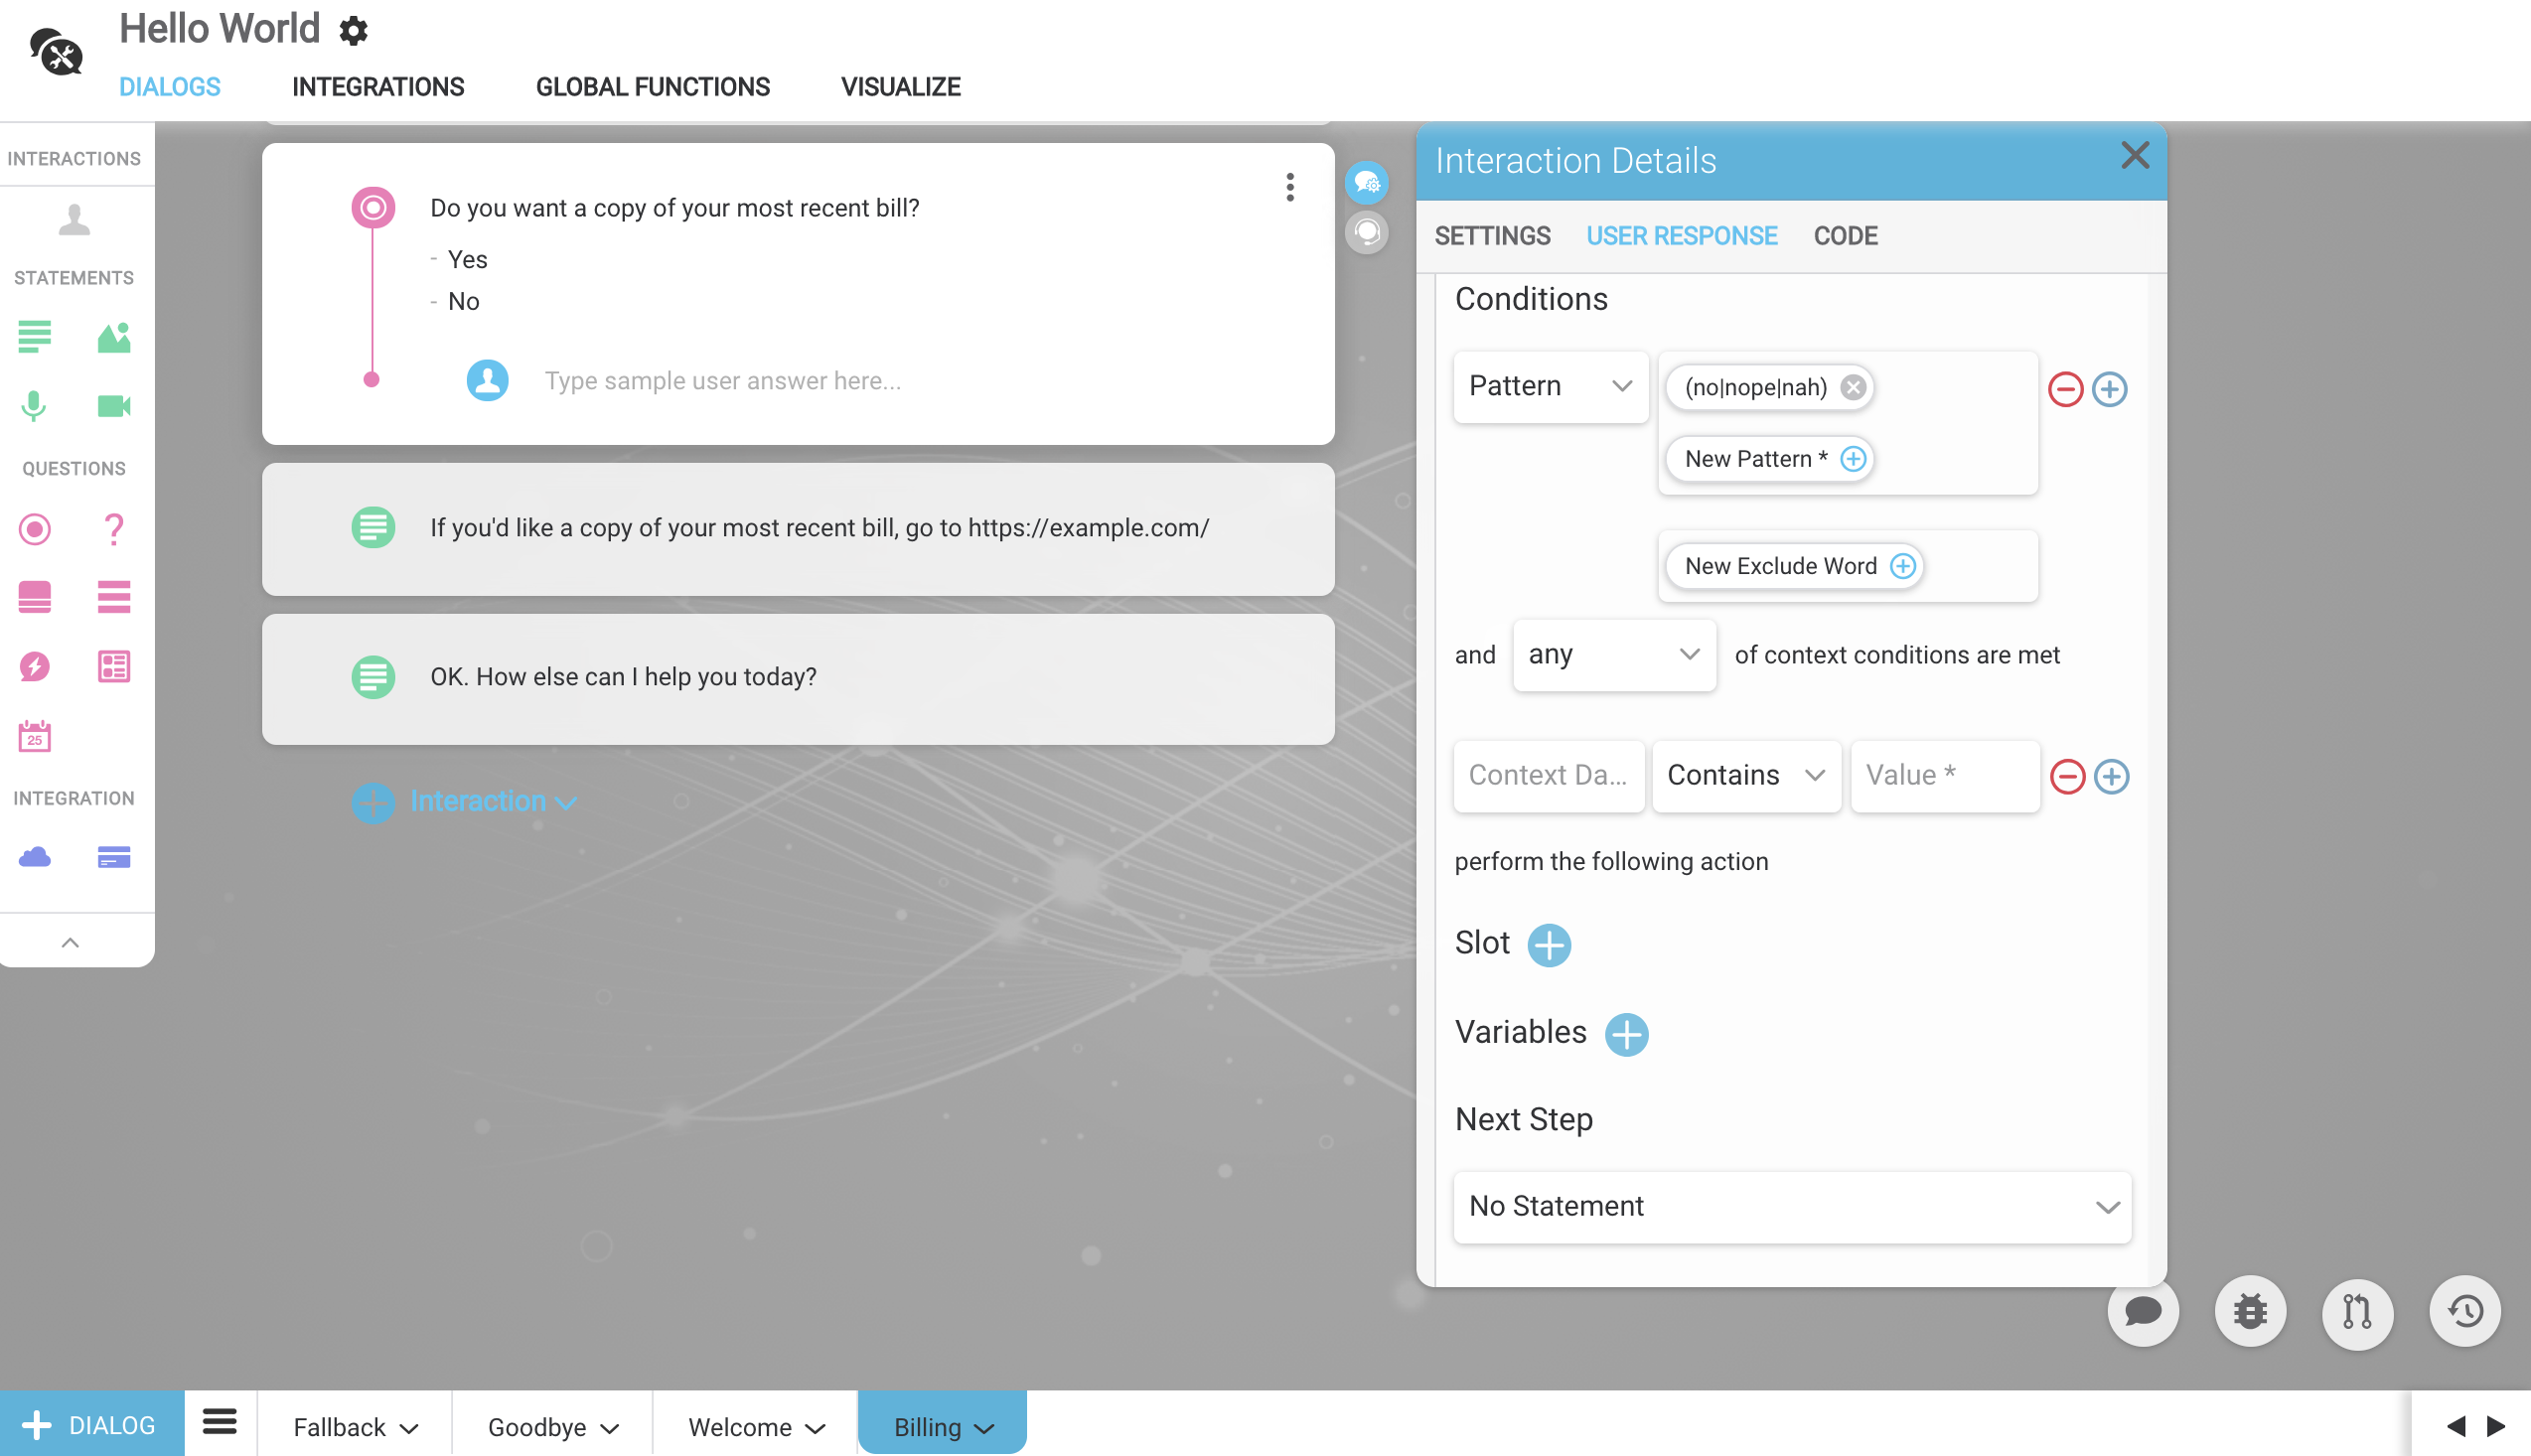 Hello World
DIALOGS INTEGRATIONS GLOBAL FUNCTIONS VISUALIZE
INTERACTIONS
STATEMENTS
QUESTIONS
25
INTEGRATION
Do you want a copy of your most recent bill?
- Yes
- No
Type sample user answer here...
If you'd like a copy of your most recent bill, go to https://example.com/
OK. How else can I help you today?
Interaction
Interaction Details
SETTINGS USER RESPONSE CODE
Conditions
Pattern (no|nope|nah)
New Pattern *
New Exclude Word
and any of context conditions are met
Context Da... Contains Value *
perform the following action
Slot
Variables
Next Step
No Statement
DIALOG Fallback Goodbye Welcome Billing